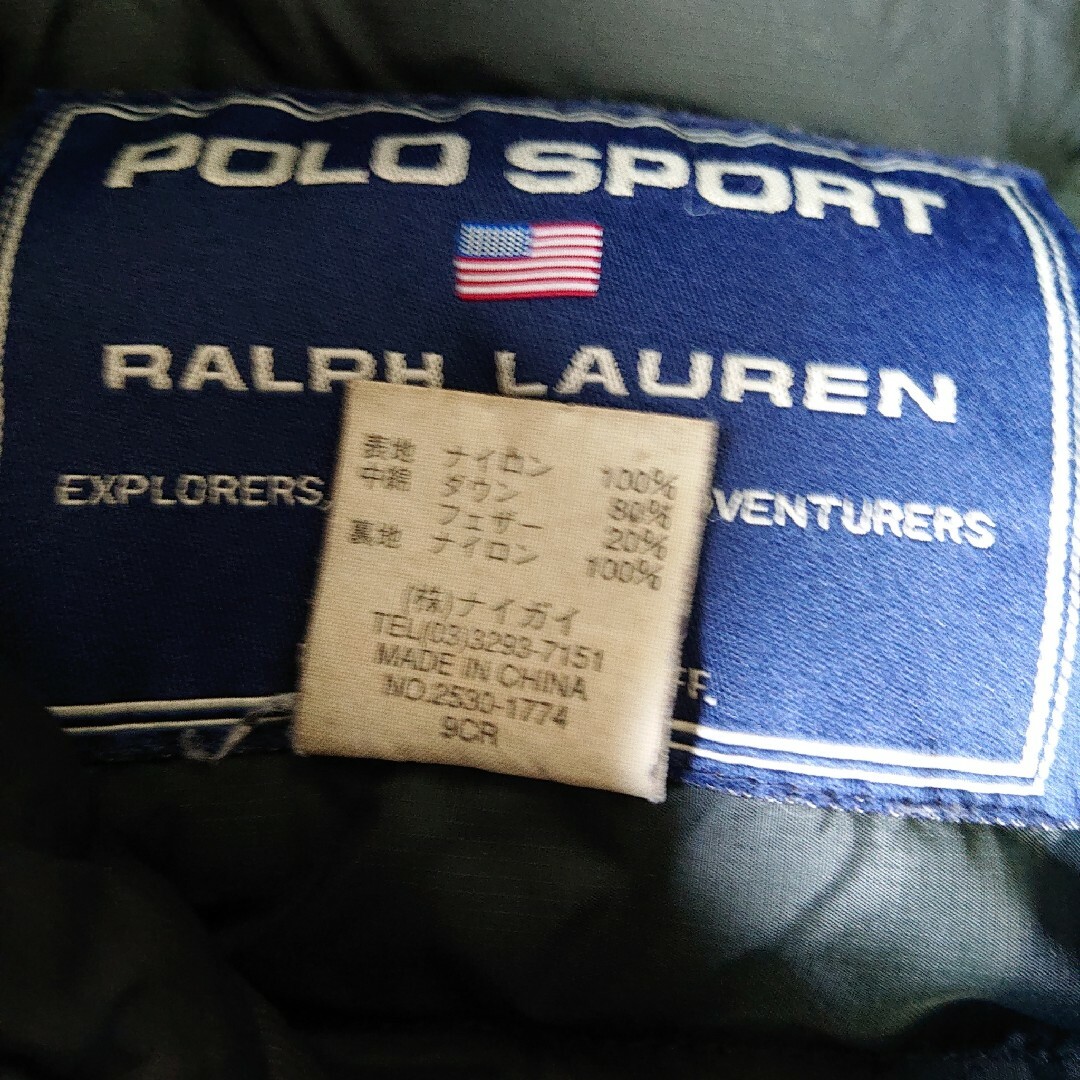 POLO SPORT
RALPH LAUREN
EXPLORERS,
表地 ナイロン 100%
中綿 ダウン 80%
フェザー 20%
裏地 ナイロン 100%
(株)ナイガイ
TEL(03)3293-7151
MADE IN CHINA
NO.2530-1774
9CR